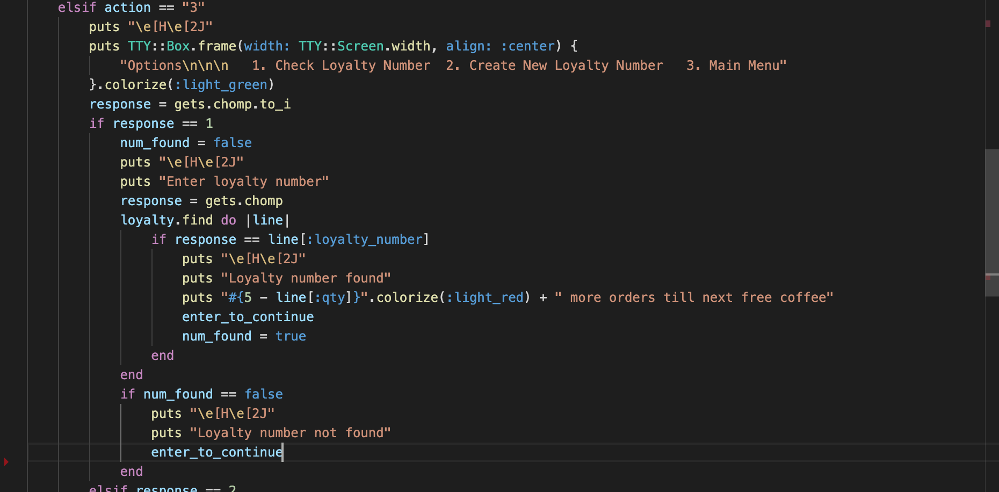 elsif action == "3"
    puts "\e[H\e[2J"
    puts TTY::Box.frame(width: TTY::Screen.width, align: :center) {
        "Options\n\n\n   1. Check Loyalty Number  2. Create New Loyalty Number   3. Main Menu"
    }.colorize(:light_green)
    response = gets.chomp.to_i
    if response == 1
        num_found = false
        puts "\e[H\e[2J"
        puts "Enter loyalty number"
        response = gets.chomp
        loyalty.find do |line|
            if response == line[:loyalty_number]
                puts "\e[H\e[2J"
                puts "Loyalty number found"
                puts "#{5 - line[:qty]}".colorize(:light_red) + " more orders till next free coffee"
                enter_to_continue
                num_found = true
            end
        end
        if num_found == false
            puts "\e[H\e[2J"
            puts "Loyalty number not found"
            enter_to_continue
        end
    elsif response == 2